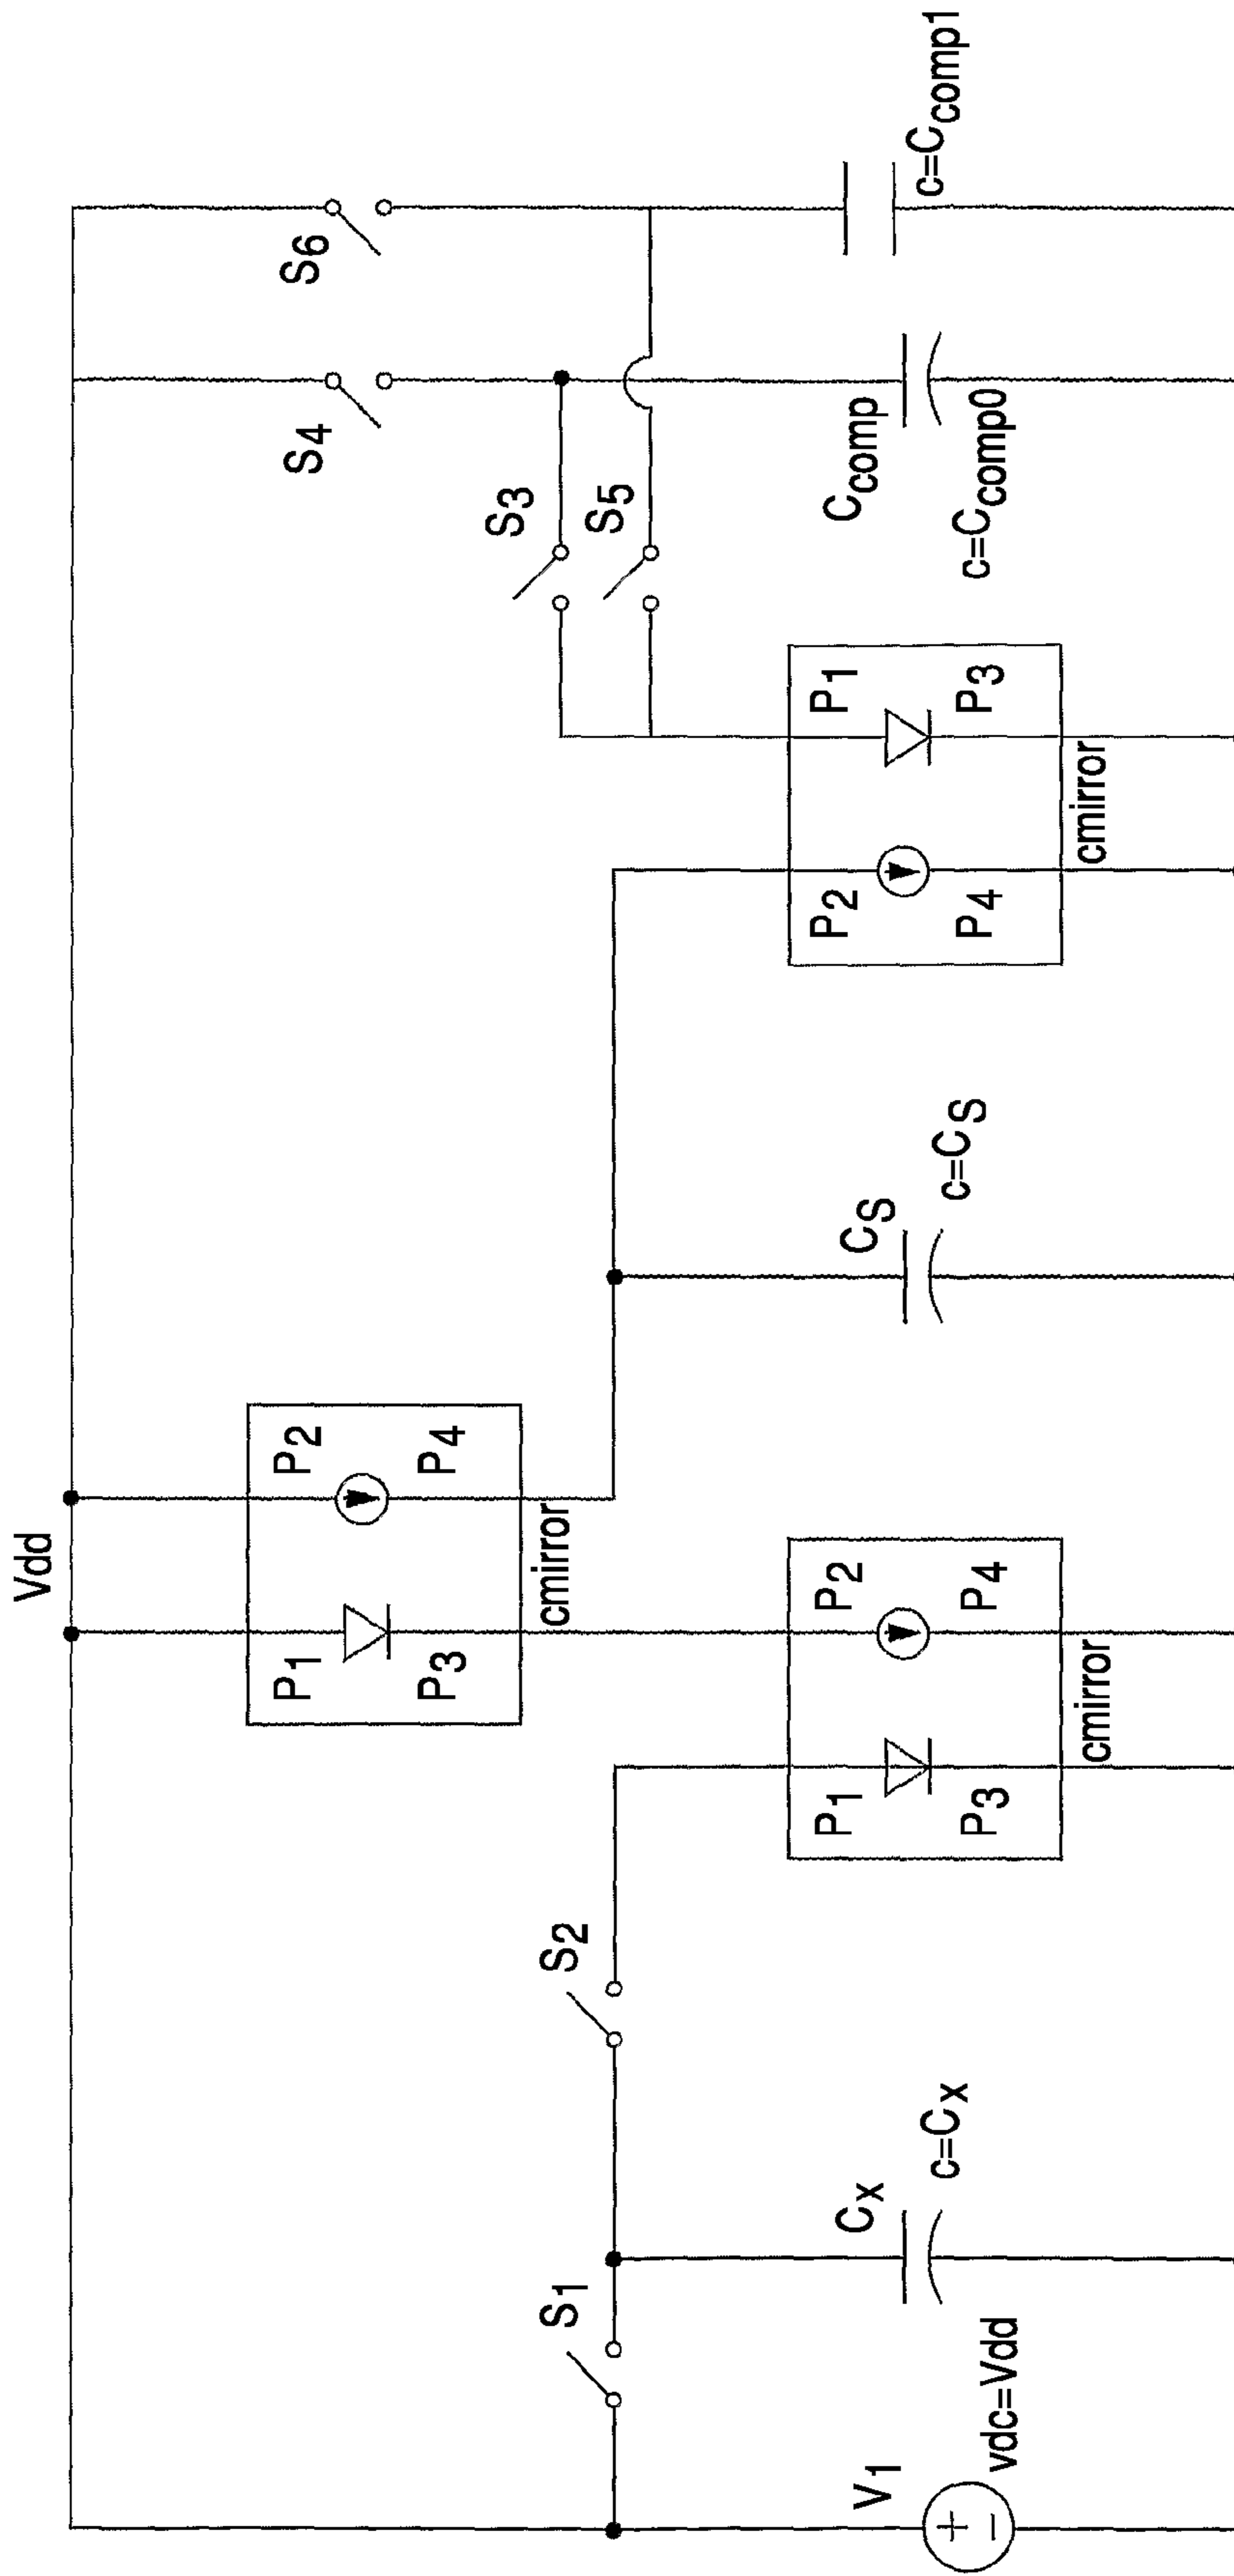 Vdd
S6
S4
P1
P2
P3
P4
cmirror
S3
S5
S1
S2
V1
vdc=Vdd
Cx
c=Cx
P1
P2
P3
P4
cmirror
CS
c=CS
P2
P1
P4
P3
cmirror
Ccomp
c=Ccomp0
c=Ccomp1